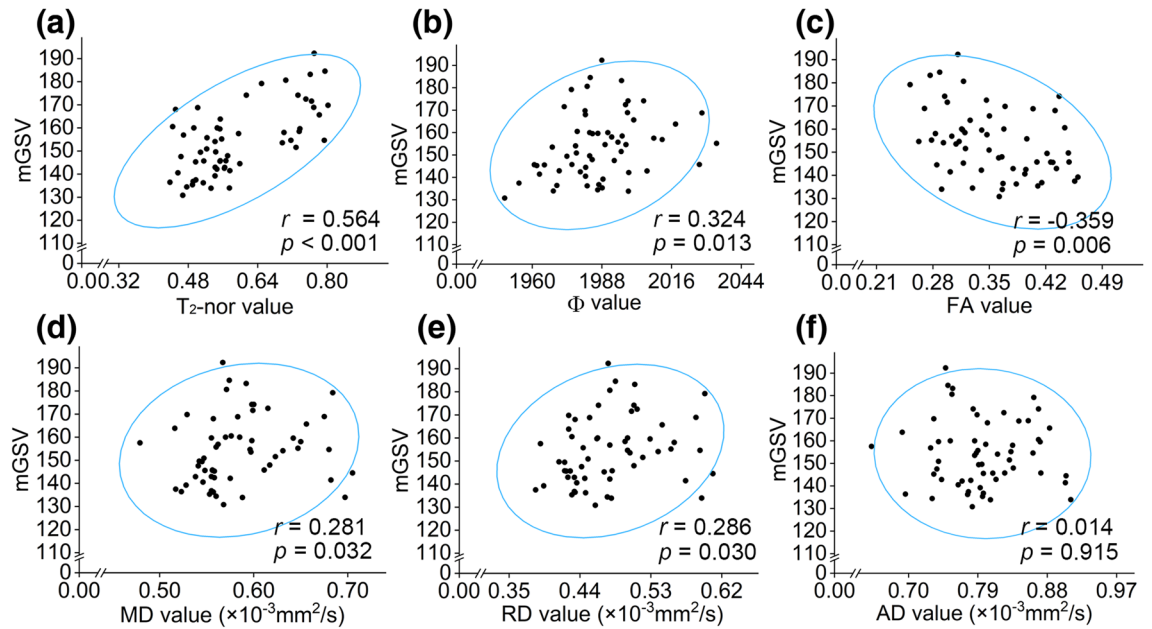 (a)
mGSV
190
180
170
160
150
140
130
120
110
0
r = 0.564
p < 0.001
0.00 0.32 0.48 0.64 0.80
T2-nor value
(b)
mGSV
190
180
170
160
150
140
130
120
110
0
r = 0.324
p = 0.013
0.00 1960 1988 2016 2044
Φ value
(c)
mGSV
190
180
170
160
150
140
130
120
110
0
r = -0.359
p = 0.006
0.0 0.21 0.28 0.35 0.42 0.49
FA value
(d)
mGSV
190
180
170
160
150
140
130
120
110
0
r = 0.281
p = 0.032
0.00 0.50 0.60 0.70
MD value (×10-3mm2/s)
(e)
mGSV
190
180
170
160
150
140
130
120
110
0
r = 0.286
p = 0.030
0.00 0.35 0.44 0.53 0.62
RD value (×10-3mm2/s)
(f)
mGSV
190
180
170
160
150
140
130
120
110
0
r = 0.014
p = 0.915
0.00 0.70 0.79 0.88 0.97
AD value (×10-3mm2/s)